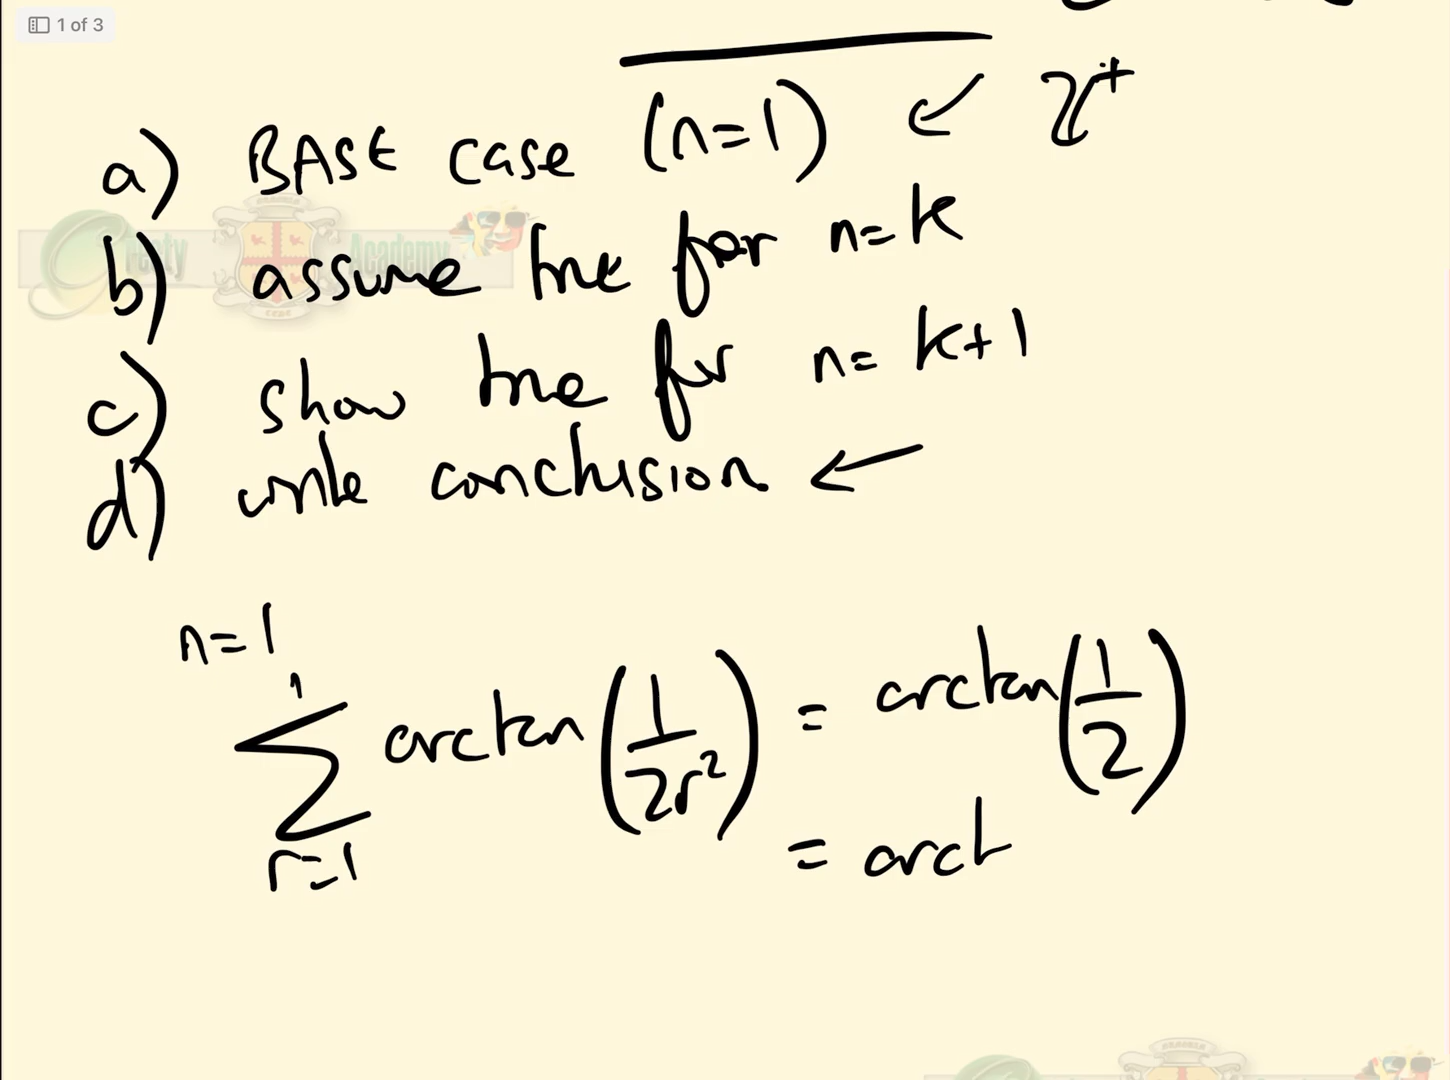 1 of 3
a) BASE case (n=1) ↙ ℤ⁺
b) assume true for n=k
c) show true for n= k+1
d) write conclusion ←
n=1
∑_{r=1}^{1} arctan(1/(2r²)) = arctan(1/2)
= arct
Academy